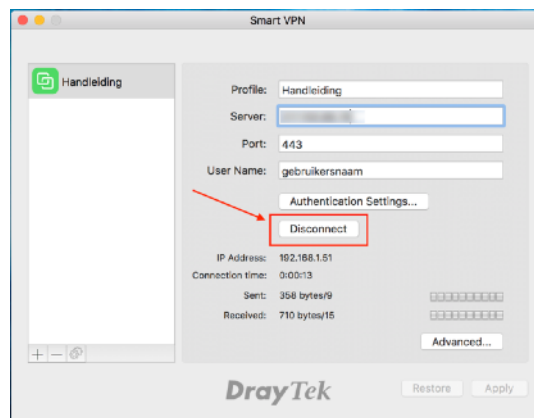 Smart VPN
Handleiding
Profile: Handleiding
Server:
Port: 443
User Name: gebruikersnaam
Authentication Settings...
Disconnect
IP Address: 192.168.1.51
Connection time: 0:00:13
Sent: 358 bytes/9
Received: 710 bytes/15
Advanced...
DrayTek
Restore Apply